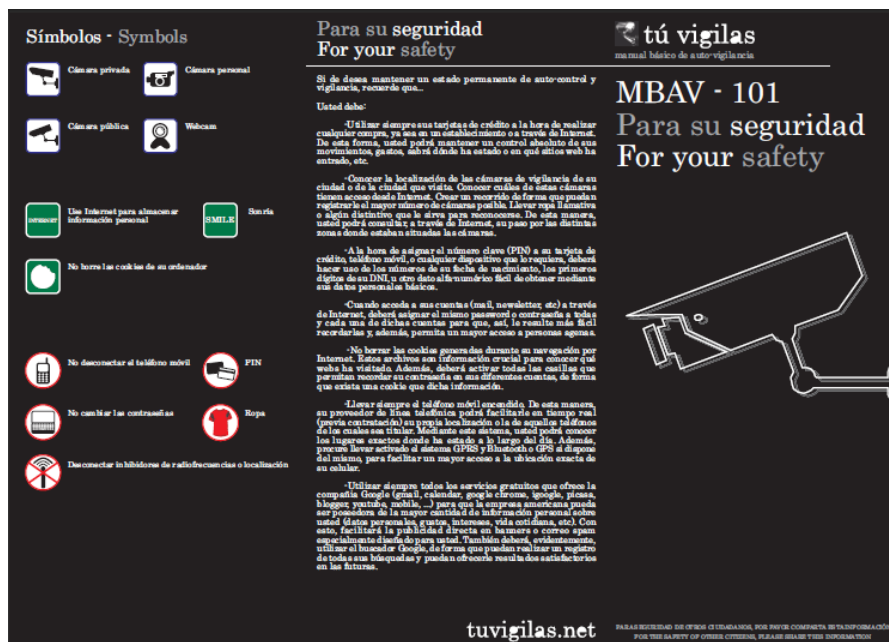 Símbolos - Symbols
Cámara privada
Cámara personal
Cámara pública
Webcam
INTERNET
Use Internet para almacenar
información personal
SMILE
Sonría
No borre las cookies de su ordenador
No desconectar el teléfono móvil
PIN
No cambiar las contraseñas
Ropa
Desconectar inhibidores de radiofrecuencias o localización
Para su seguridad
For your safety
Si de desea mantener un estado permanente de auto-control y
vigilancia, recuerde que...
Usted debe:
-Utilizar siempre sus tarjetas de crédito a la hora de realizar
cualquier compra, ya sea en un establecimiento o a través de Internet.
De esta forma, usted podrá mantener un control absoluto de sus
movimientos, gastos, sabrá dónde ha estado o en qué sitios web ha
entrado, etc.
-Conocer la localización de las cámaras de vigilancia de su
ciudad o de la ciudad que visita. Conocer cuáles de estas cámaras
tienen acceso desde Internet. Crear un recorrido de forma que puedan
registrarle el mayor número de cámaras posible. Llevar ropa llamativa
o algún distintivo que le sirva para reconocerse. De esta manera,
usted podrá consultar, a través de Internet, su paso por las distintas
zonas donde estaban situadas las cámaras.
-A la hora de asignar el número clave (PIN) a su tarjeta de
crédito, teléfono móvil, o cualquier dispositivo que lo requiera, deberá
hacer uso de los números de su fecha de nacimiento, los primeros
dígitos de su DNI, u otro dato alfa-numérico fácil de obtener mediante
sus datos personales básicos.
-Cuando acceda a sus cuentas (mail, newsletter, etc) a través
de Internet, deberá asignar el mismo password o contraseña a todas
y cada una de dichas cuentas para que, así, le resulte más fácil
recordarlas y, además, permita un mayor acceso a personas agenas.
-No borrar las cookies generadas durante su navegación por
Internet. Estos archivos son información crucial para conocer qué
webs ha visitado. Además, deberá activar todas las casillas que
permitan recordar su contraseña en sus diferentes cuentas, de forma
que exista una cookie que dicha información.
-Llevar siempre el teléfono móvil encendido. De esta manera,
su proveedor de línea telefónica podrá facilitarle en tiempo real
(previa contratación) su propia localización o la de aquellos teléfonos
de los cuales sea titular. Mediante este sistema, usted podrá conocer
los lugares exactos donde ha estado a lo largo del día. Además,
procure llevar activado el sistema GPRS y Bluetooth o GPS si dispone
del mismo, para facilitar un mayor acceso a la ubicación exacta de
su celular.
-Utilizar siempre todos los servicios gratuitos que ofrece la
compañía Google (gmail, calendar, google chrome, igoogle, picasa,
blogger, youtube, mobile, ...) para que la empresa americana pueda
ser poseedora de la mayor cantidad de información personal sobre
usted (datos personales, gustos, intereses, vida cotidiana, etc). Con
esto, facilitará la publicidad directa en banners o correo spam
especialmente diseñado para usted. También deberá, evidentemente,
utilizar el buscador Google, de forma que puedan realizar un registro
de todas sus búsquedas y puedan ofrecerle resultados satisfactorios
en las futuras.
tuvigilas.net
tú vigilas
manual básico de auto-vigilancia
MBAV - 101
Para su seguridad
For your safety
PARA SEGURIDAD DE OTROS CIUDADANOS, POR FAVOR COMPARTA ESTA INFORMACIÓN
FOR THE SAFETY OF OTHER CITIZENS, PLEASE SHARE THIS INFORMATION